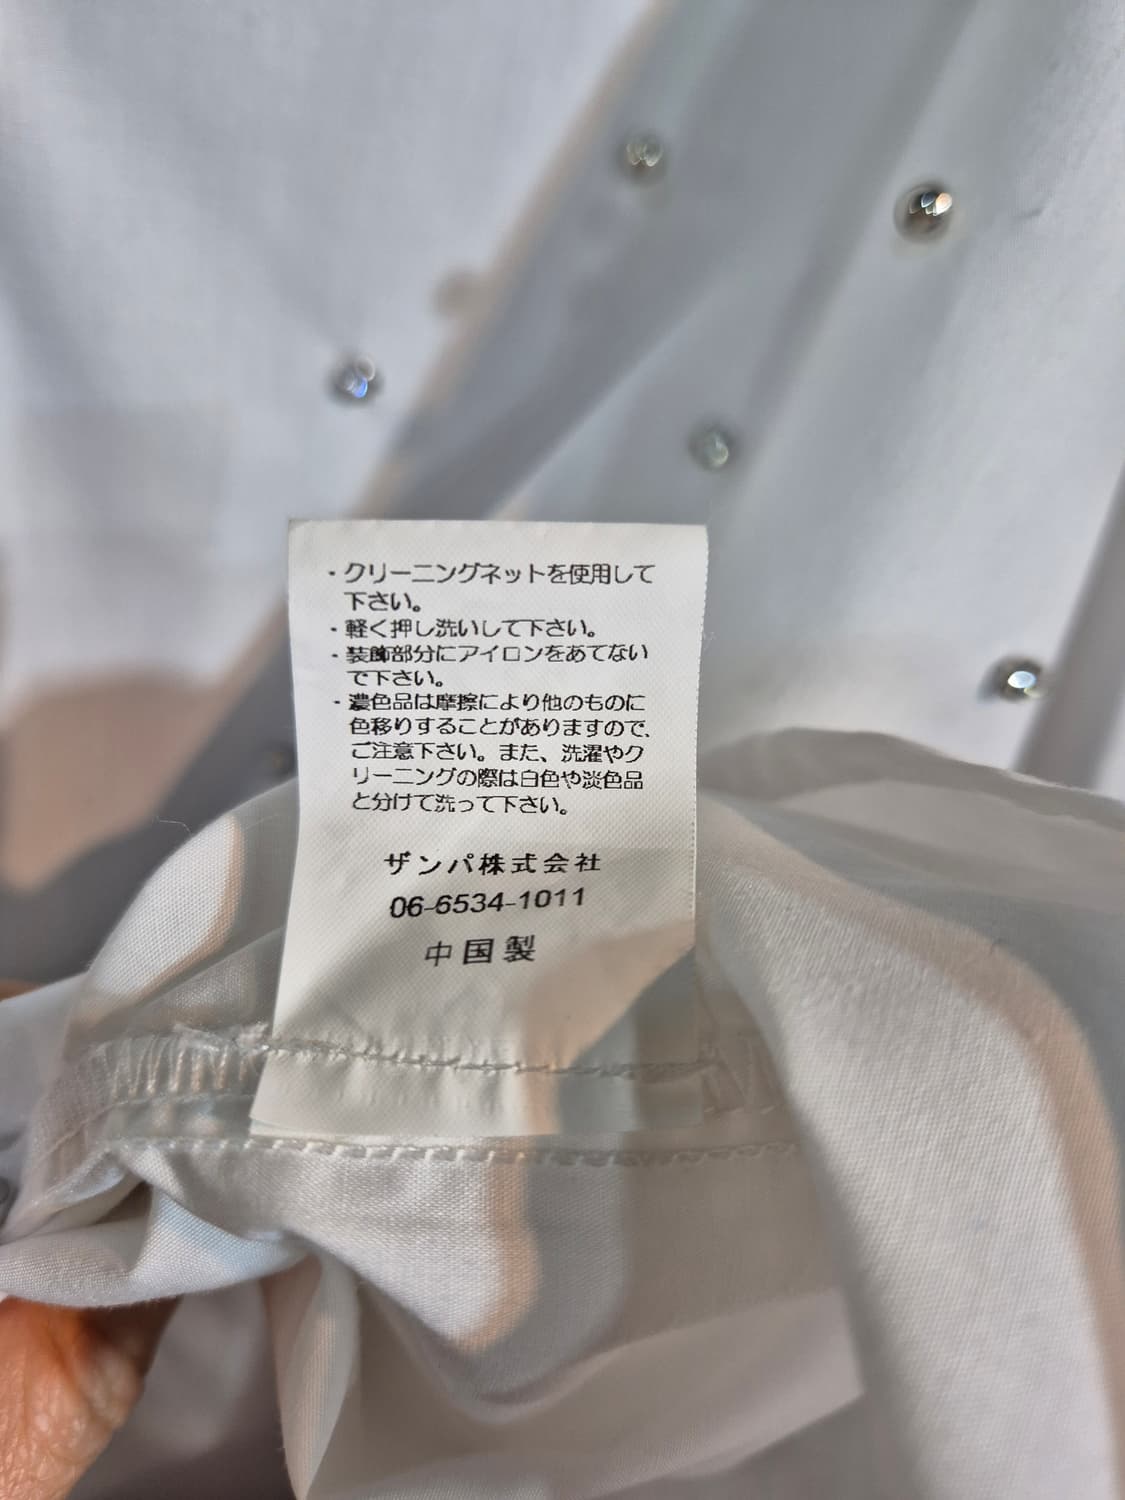 ・クリーニングネットを使用して
下さい。
・軽く押し洗いして下さい。
・装飾部分にアイロンをあてない
で下さい。
・濃色品は摩擦により他のものに
色移りすることがありますので、
ご注意下さい。また、洗濯やク
リーニングの際は白色や淡色品
と分けて洗って下さい。
ザンパ株式会社
06-6534-1011
中国製